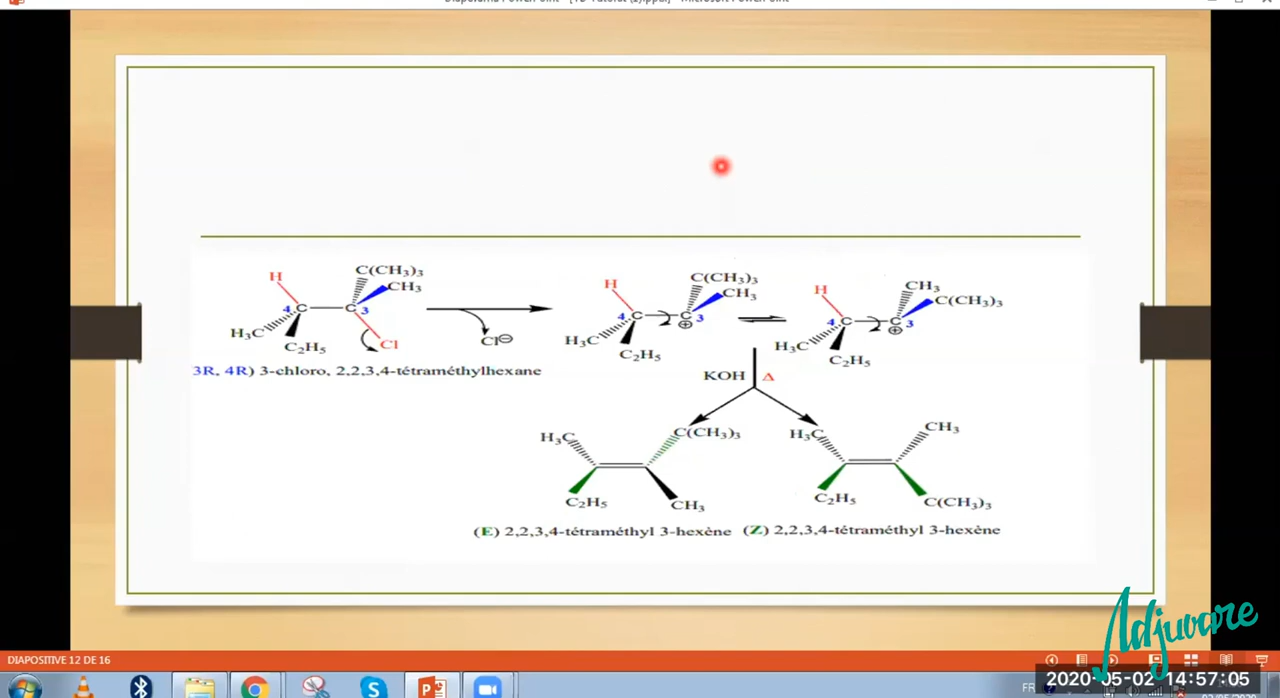 C(CH₃)₃
H
CH₃
4 C C 3
H₃C
C₂H₅
Cl
Cl⊖
C(CH₃)₃
H
CH₃
4 C C 3
⊕
H₃C
C₂H₅
CH₃
H
C(CH₃)₃
4 C C 3
⊕
H₃C
C₂H₅
3R, 4R) 3-chloro, 2,2,3,4-tétraméthylhexane
KOH Δ
H₃C
C(CH₃)₃
C₂H₅
CH₃
H₃C
CH₃
C₂H₅
C(CH₃)₃
(E) 2,2,3,4-tétraméthyl 3-hexène (Z) 2,2,3,4-tétraméthyl 3-hexène
Adjuware
DIAPOSITIVE 12 DE 16
2020-05-02 14:57:05
FR